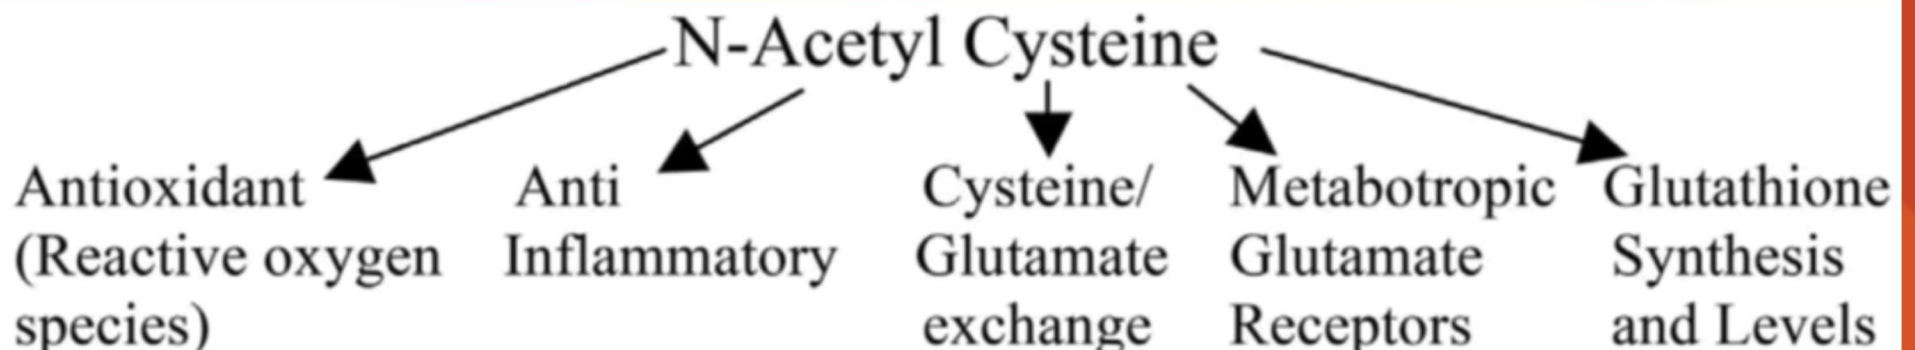 N-Acetyl Cysteine
Antioxidant
(Reactive oxygen
species)
Anti
Inflammatory
Cysteine/
Glutamate
exchange
Metabotropic
Glutamate
Receptors
Glutathione
Synthesis
and Levels